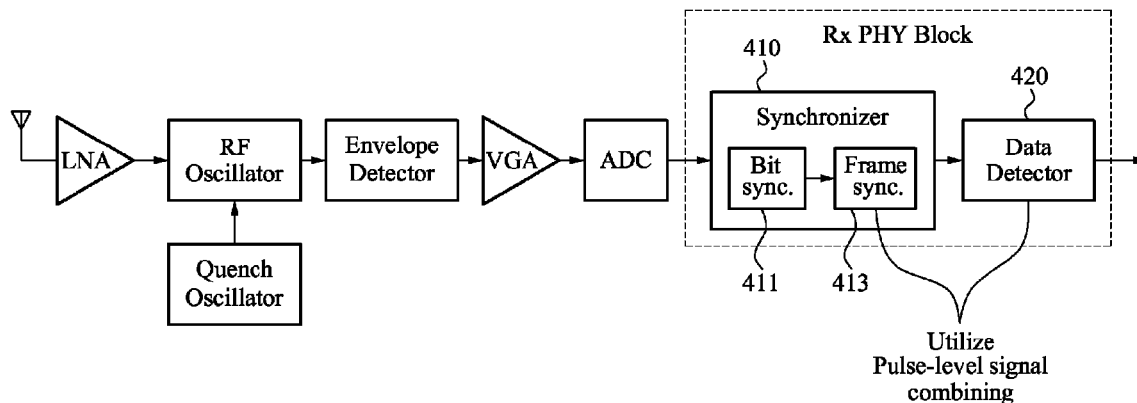 Rx PHY Block
410
420
Synchronizer
LNA
RF
Oscillator
Envelope
Detector
VGA
ADC
Bit
sync.
Frame
sync.
Data
Detector
Quench
Oscillator
411
413
Utilize
Pulse-level signal
combining